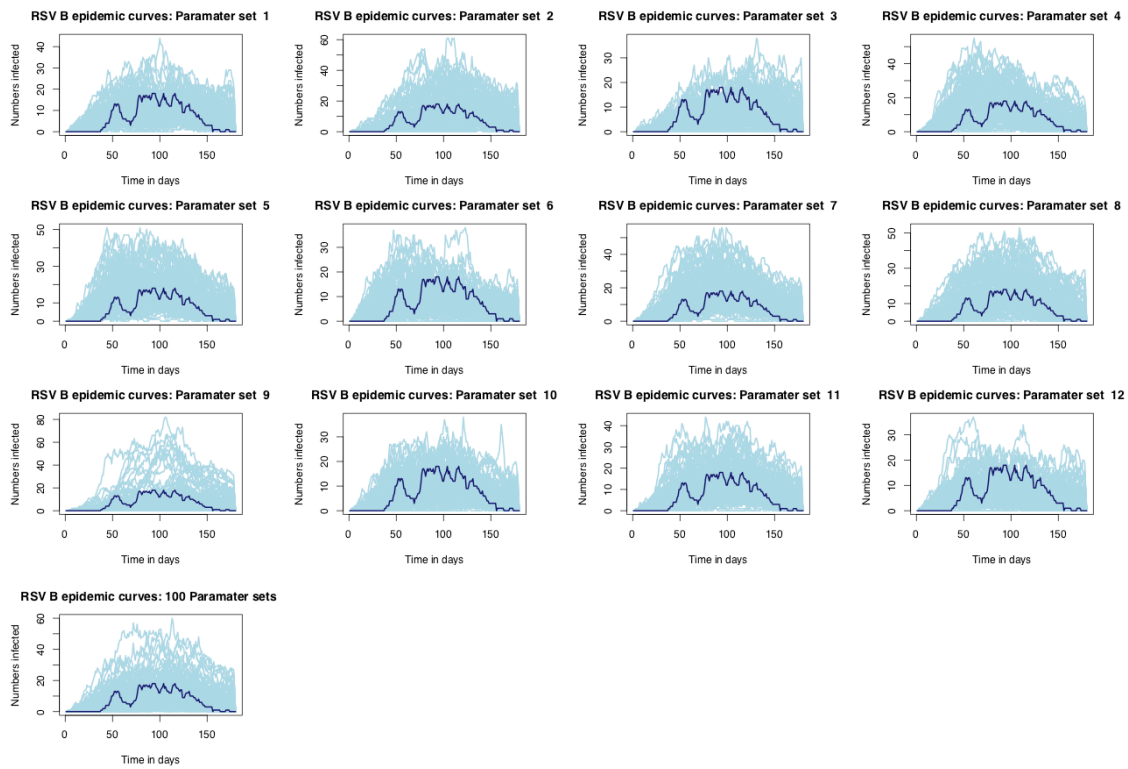 RSV B epidemic curves: Paramater set 1
RSV B epidemic curves: Paramater set 2
RSV B epidemic curves: Paramater set 3
RSV B epidemic curves: Paramater set 4
Numbers infected
0 10 20 30 40
0 50 100 150
Time in days
Numbers infected
0 20 40 60
0 50 100 150
Time in days
Numbers infected
0 10 20 30
0 50 100 150
Time in days
Numbers infected
0 20 40
0 50 100 150
Time in days
RSV B epidemic curves: Paramater set 5
RSV B epidemic curves: Paramater set 6
RSV B epidemic curves: Paramater set 7
RSV B epidemic curves: Paramater set 8
Numbers infected
0 10 30 50
0 50 100 150
Time in days
Numbers infected
0 10 20 30
0 50 100 150
Time in days
Numbers infected
0 20 40
0 50 100 150
Time in days
Numbers infected
0 10 30 50
0 50 100 150
Time in days
RSV B epidemic curves: Paramater set 9
RSV B epidemic curves: Paramater set 10
RSV B epidemic curves: Paramater set 11
RSV B epidemic curves: Paramater set 12
Numbers infected
0 20 40 60 80
0 50 100 150
Time in days
Numbers infected
0 10 20 30
0 50 100 150
Time in days
Numbers infected
0 10 20 30 40
0 50 100 150
Time in days
Numbers infected
0 10 20 30
0 50 100 150
Time in days
RSV B epidemic curves: 100 Paramater sets
Numbers infected
0 20 40 60
0 50 100 150
Time in days